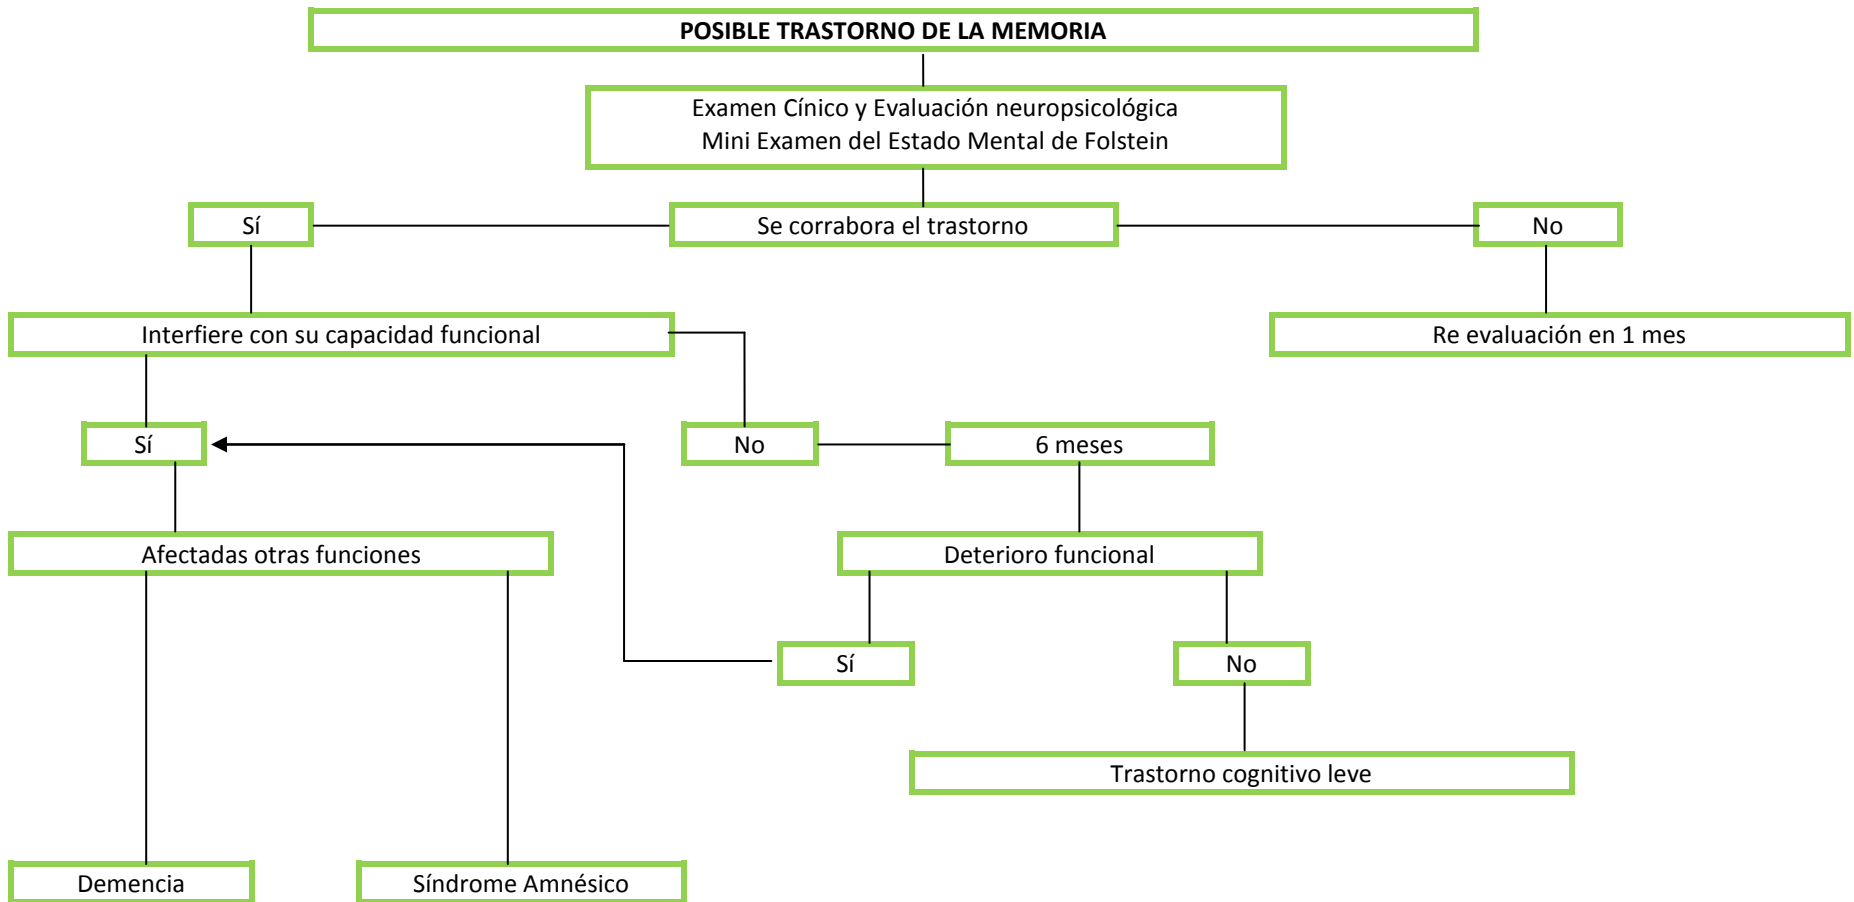 POSIBLE TRASTORNO DE LA MEMORIA
Examen Cínico y Evaluación neuropsicológica
Mini Examen del Estado Mental de Folstein
Sí
Se corrabora el trastorno
No
Interfiere con su capacidad funcional
Re evaluación en 1 mes
Sí
No
6 meses
Afectadas otras funciones
Deterioro funcional
Sí
No
Trastorno cognitivo leve
Demencia
Síndrome Amnésico